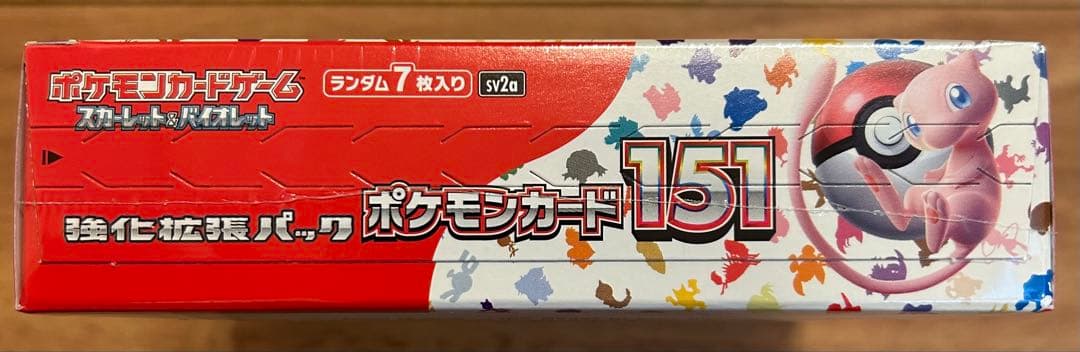 ポケモンカードゲーム
スカーレット&バイオレット
ランダム7枚入り
sv2a
強化拡張パック
ポケモンカード151